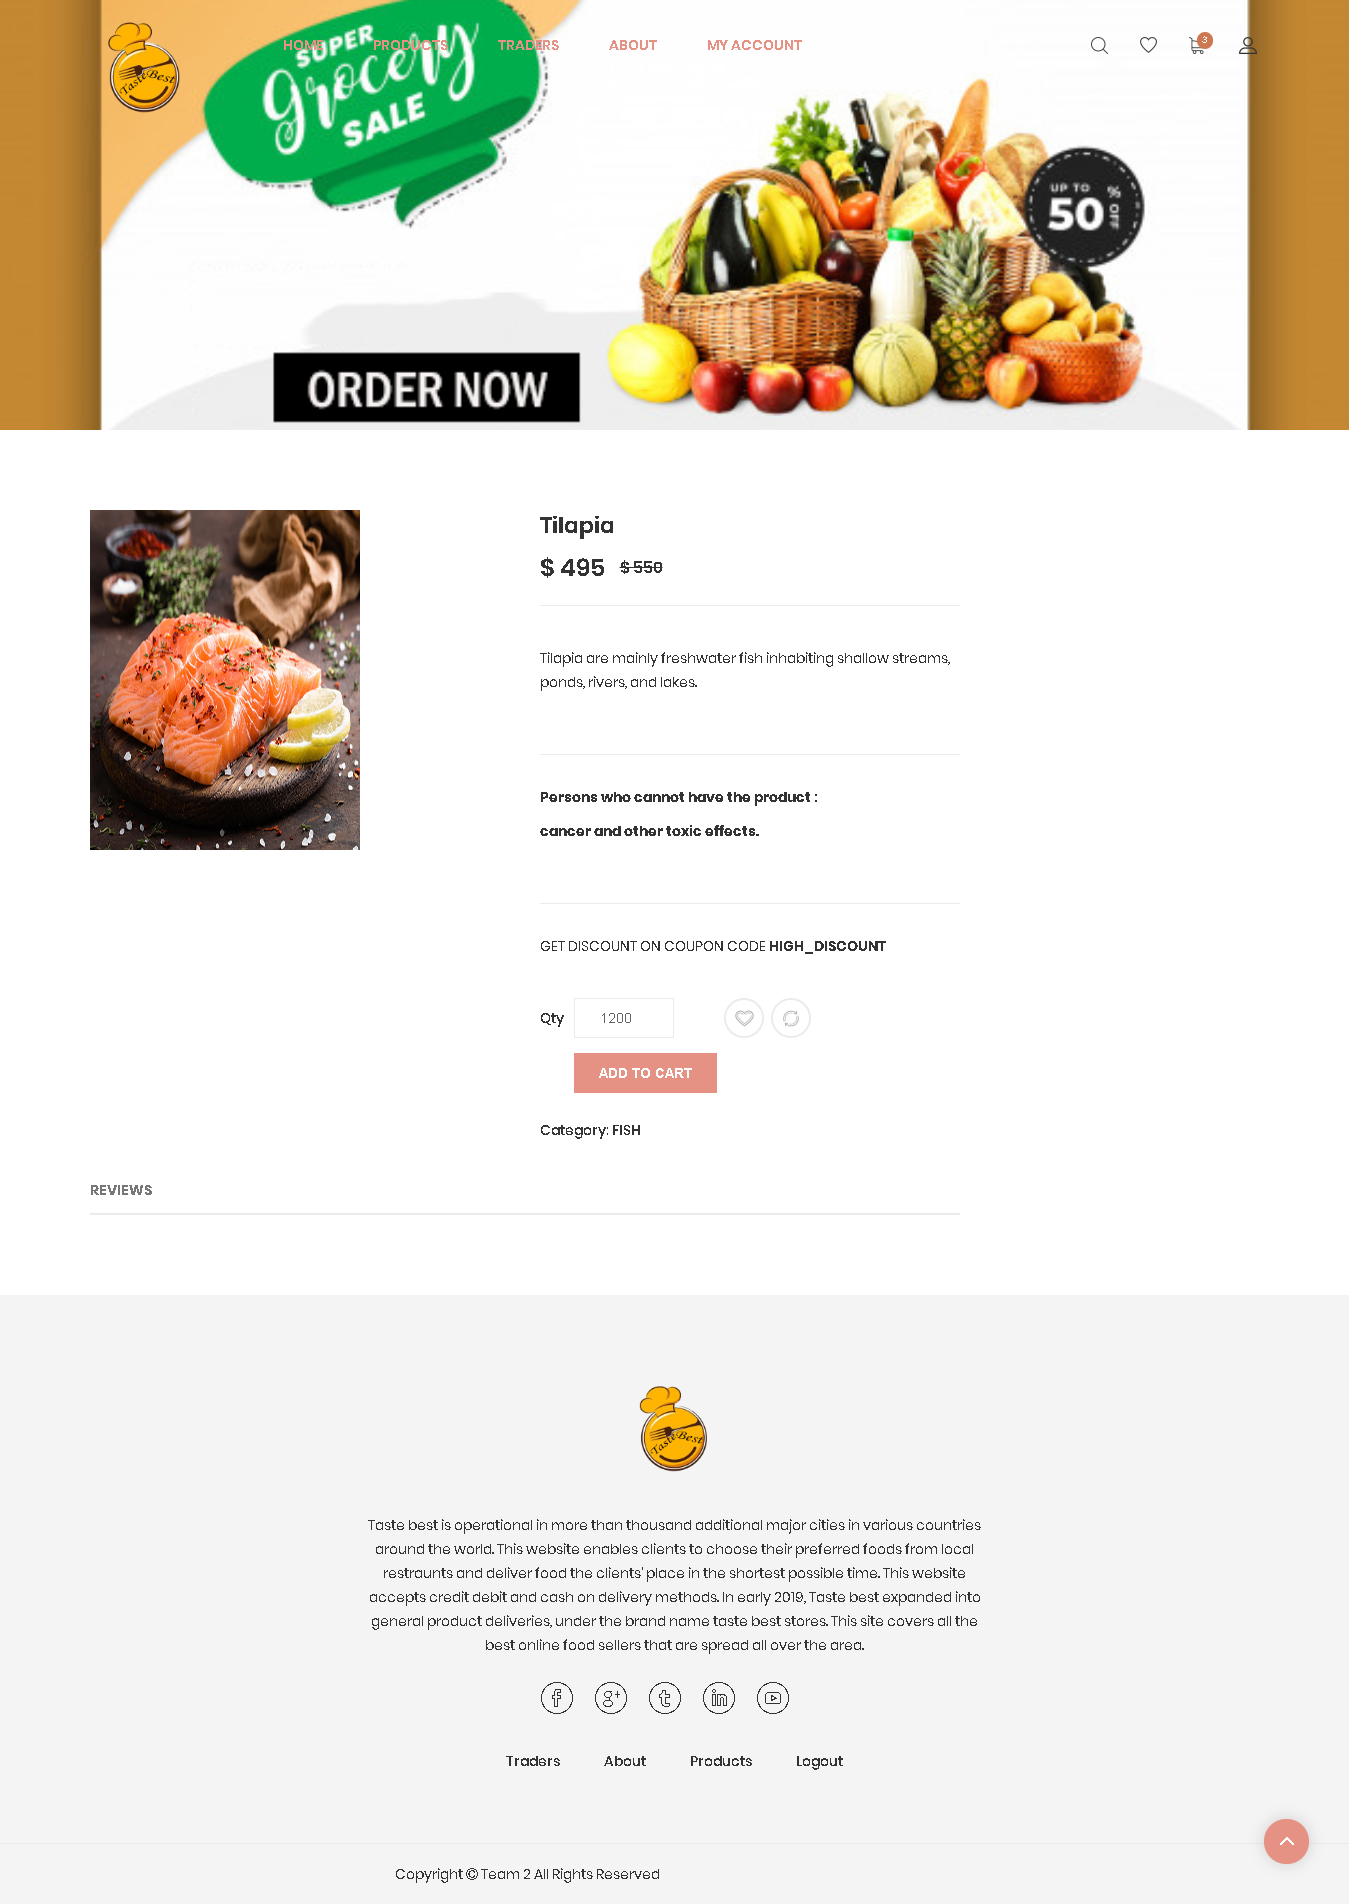 HOME PRODUCTS TRADERS ABOUT MY ACCOUNT
3
TasteBest
SUPER
Grocery
SALE
UP TO
50
% OFF
ORDER NOW
Tilapia
$ 495 $ 550
Tilapia are mainly freshwater fish inhabiting shallow streams,
ponds, rivers, and lakes.
Persons who cannot have the product :
cancer and other toxic effects.
GET DISCOUNT ON COUPON CODE HIGH_DISCOUNT
Qty 1200
ADD TO CART
Category: FISH
REVIEWS
TasteBest
Taste best is operational in more than thousand additional major cities in various countries
around the world. This website enables clients to choose their preferred foods from local
restraunts and deliver food the clients' place in the shortest possible time. This website
accepts credit debit and cash on delivery methods. In early 2019, Taste best expanded into
general product deliveries, under the brand name taste best stores. This site covers all the
best online food sellers that are spread all over the area.
Traders About Products Logout
Copyright © Team 2 All Rights Reserved